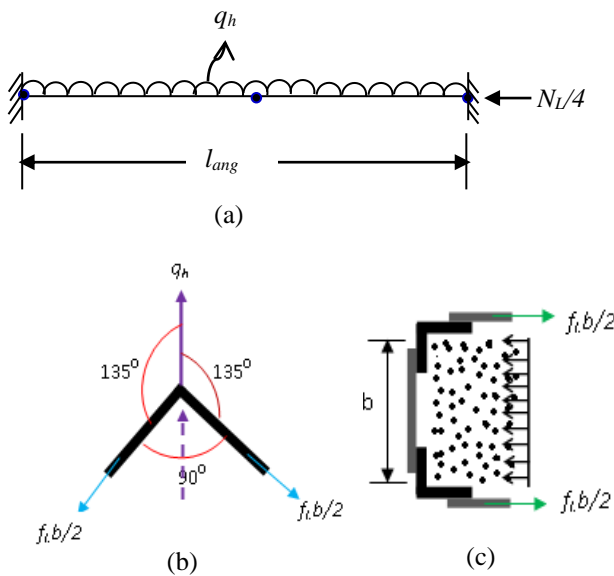 q_h
N_L/4
l_ang
(a)
q_h
135°
135°
90°
f_L b/2
f_L b/2
(b)
f_L b/2
b
f_L b/2
(c)